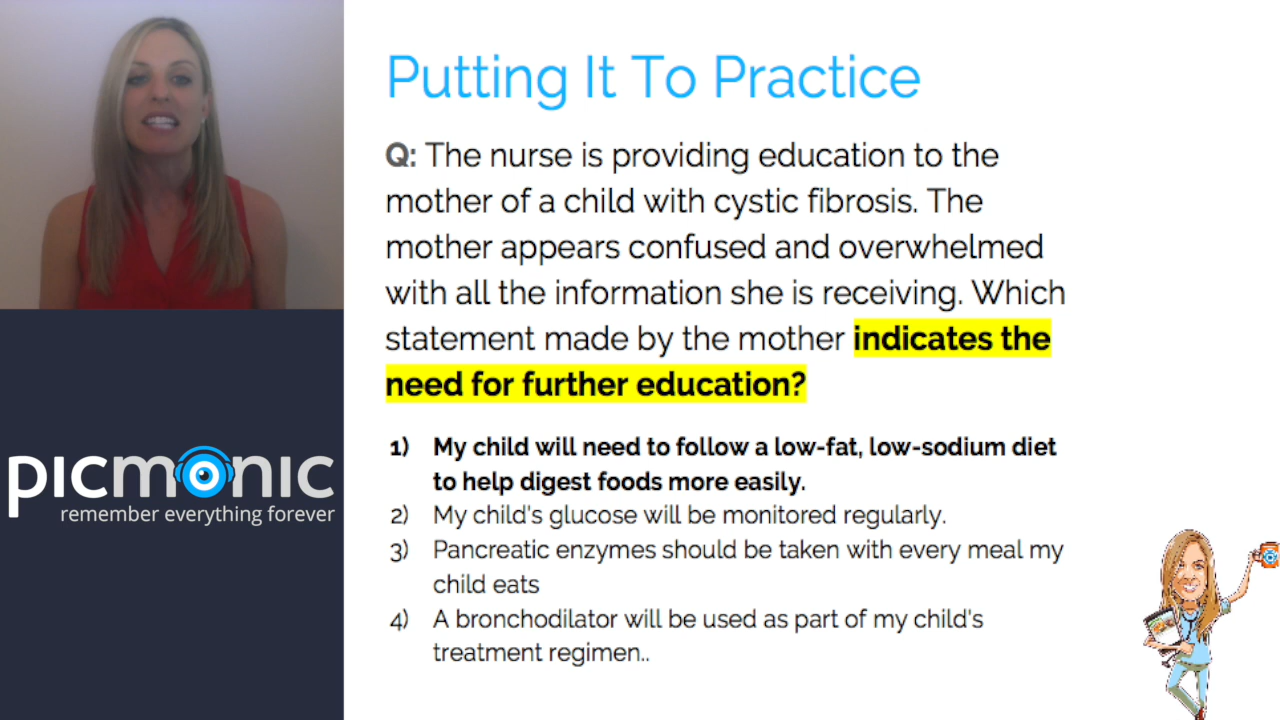 Putting It To Practice
Q: The nurse is providing education to the
mother of a child with cystic fibrosis. The
mother appears confused and overwhelmed
with all the information she is receiving. Which
statement made by the mother indicates the
need for further education?
1) My child will need to follow a low-fat, low-sodium diet
to help digest foods more easily.
2) My child's glucose will be monitored regularly.
3) Pancreatic enzymes should be taken with every meal my
child eats
4) A bronchodilator will be used as part of my child's
treatment regimen..
picmonic
remember everything forever